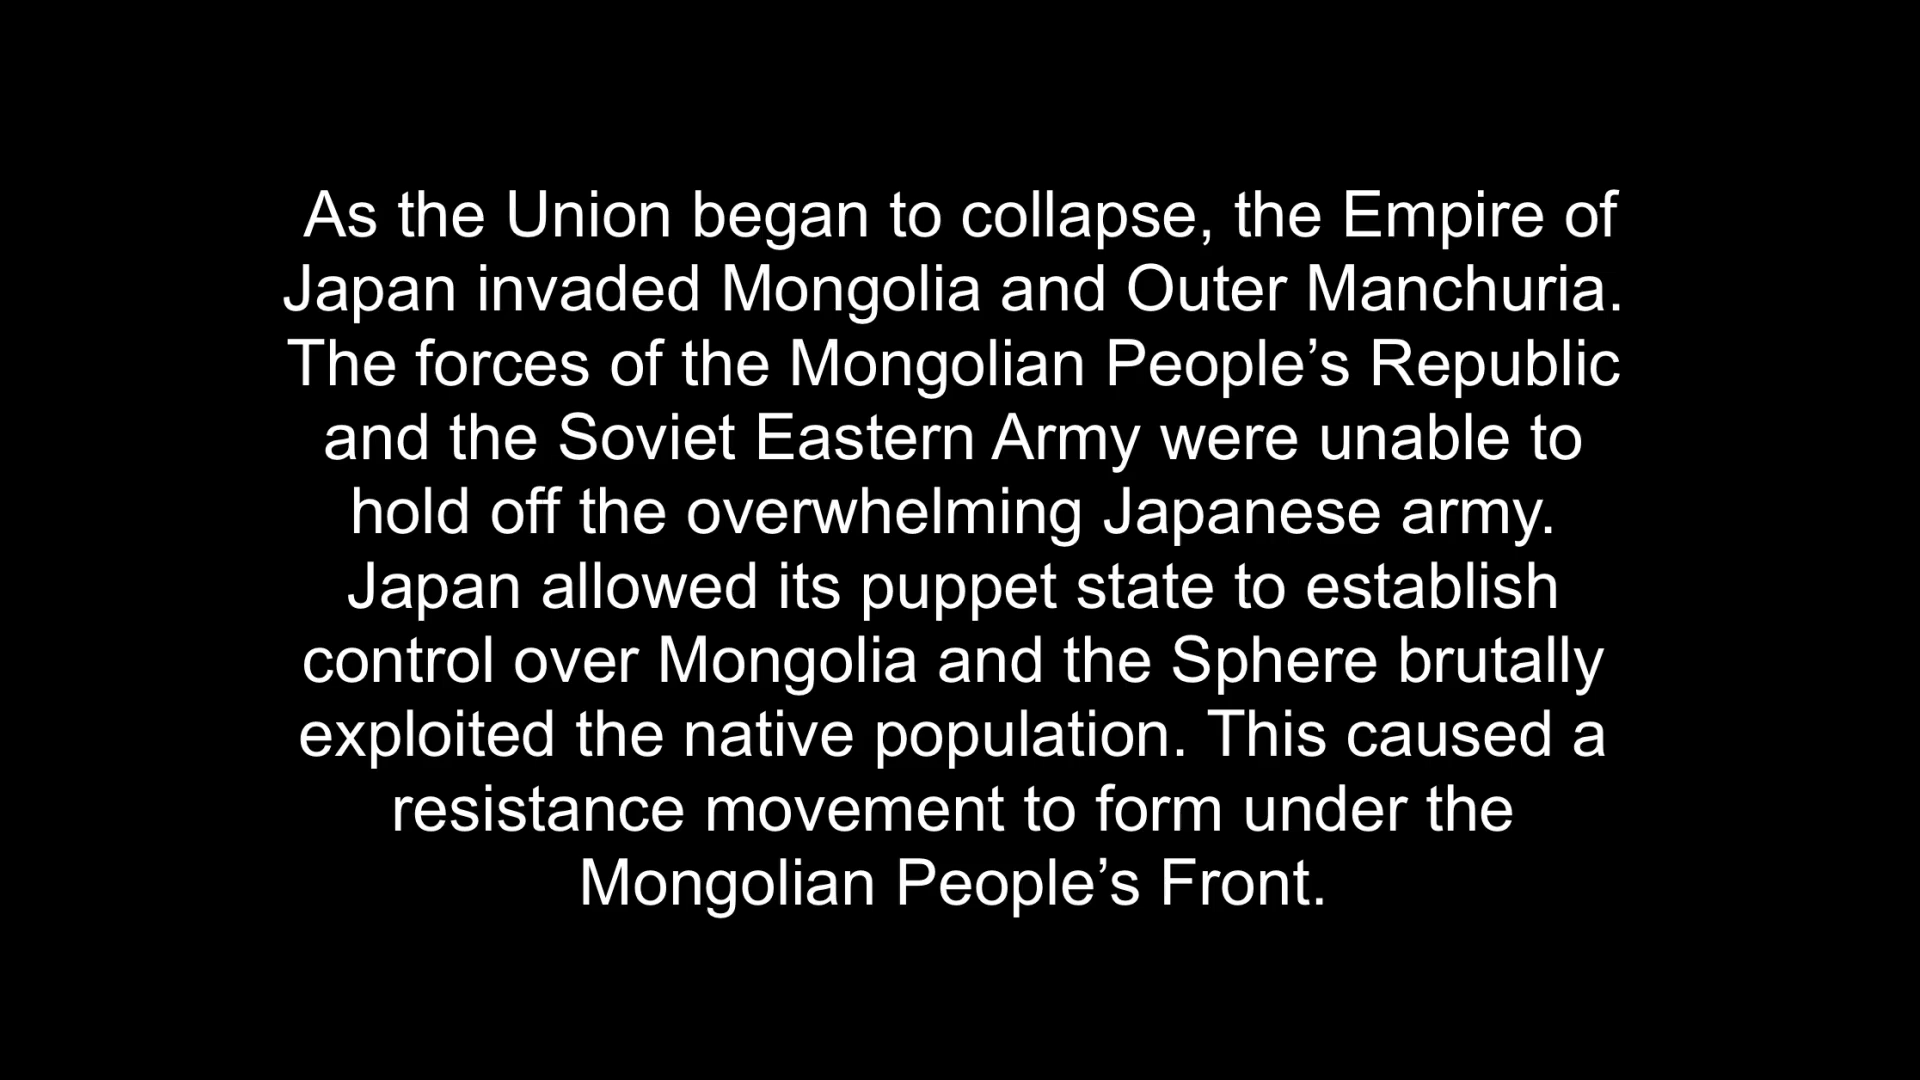 As the Union began to collapse, the Empire of
Japan invaded Mongolia and Outer Manchuria.
The forces of the Mongolian People’s Republic
and the Soviet Eastern Army were unable to
hold off the overwhelming Japanese army.
Japan allowed its puppet state to establish
control over Mongolia and the Sphere brutally
exploited the native population. This caused a
resistance movement to form under the
Mongolian People’s Front.